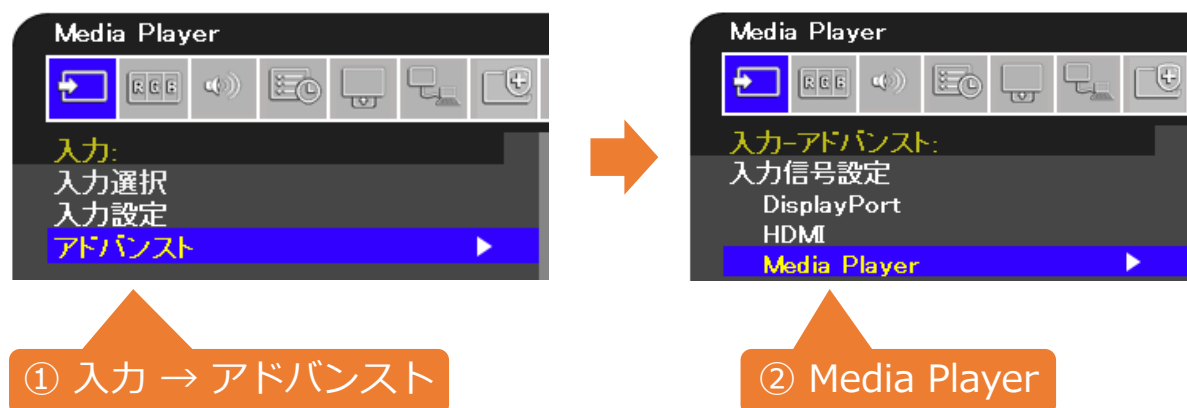 Media Player
RGB
入力:
入力選択
入力設定
アドバンスト
① 入力 → アドバンスト
Media Player
RGB
入力-アドバンスト:
入力信号設定
DisplayPort
HDMI
Media Player
② Media Player